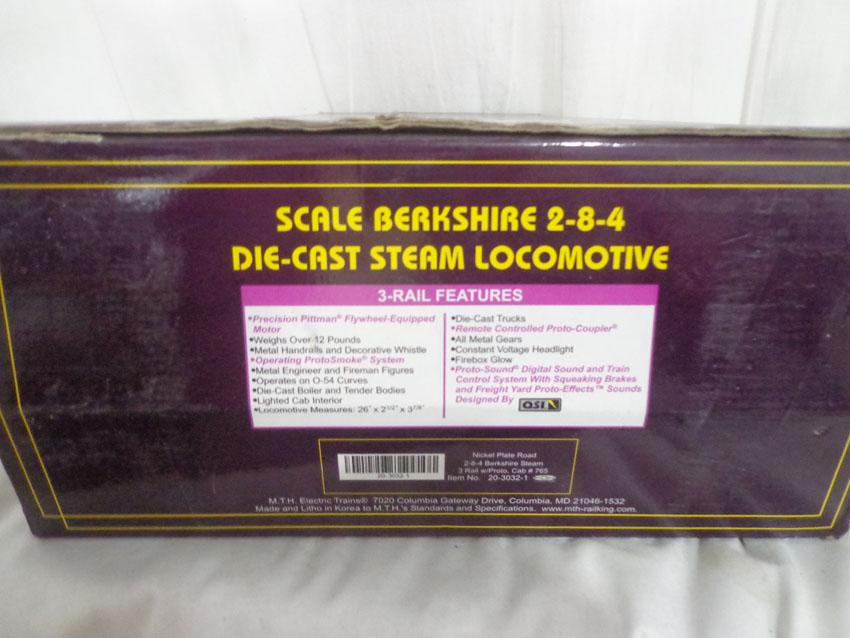 SCALE BERKSHIRE 2-8-4
DIE-CAST STEAM LOCOMOTIVE
3-RAIL FEATURES
•Precision Pittman® Flywheel-Equipped
Motor
•Weighs Over 12 Pounds
•Metal Handrails and Decorative Whistle
•Operating ProtoSmoke® System
•Metal Engineer and Fireman Figures
•Operates on O-54 Curves
•Die-Cast Boiler and Tender Bodies
•Lighted Cab Interior
•Locomotive Measures: 26" x 2 1/2" x 3 7/8"
•Die-Cast Trucks
•Remote Controlled Proto-Coupler®
•All Metal Gears
•Constant Voltage Headlight
•Firebox Glow
•Proto-Sound® Digital Sound and Train
Control System With Squeaking Brakes
and Freight Yard Proto-Effects™ Sounds
Designed By QSI
20-3032-1
Nickel Plate Road
2-8-4 Berkshire Steam
3 Rail w/Proto, Cab # 765
Item No. 20-3032-1
M.T.H. Electric Trains® 7020 Columbia Gateway Drive, Columbia, MD 21046-1532
Made and Litho in Korea to M.T.H.'s Standards and Specifications. www.mth-railking.com.